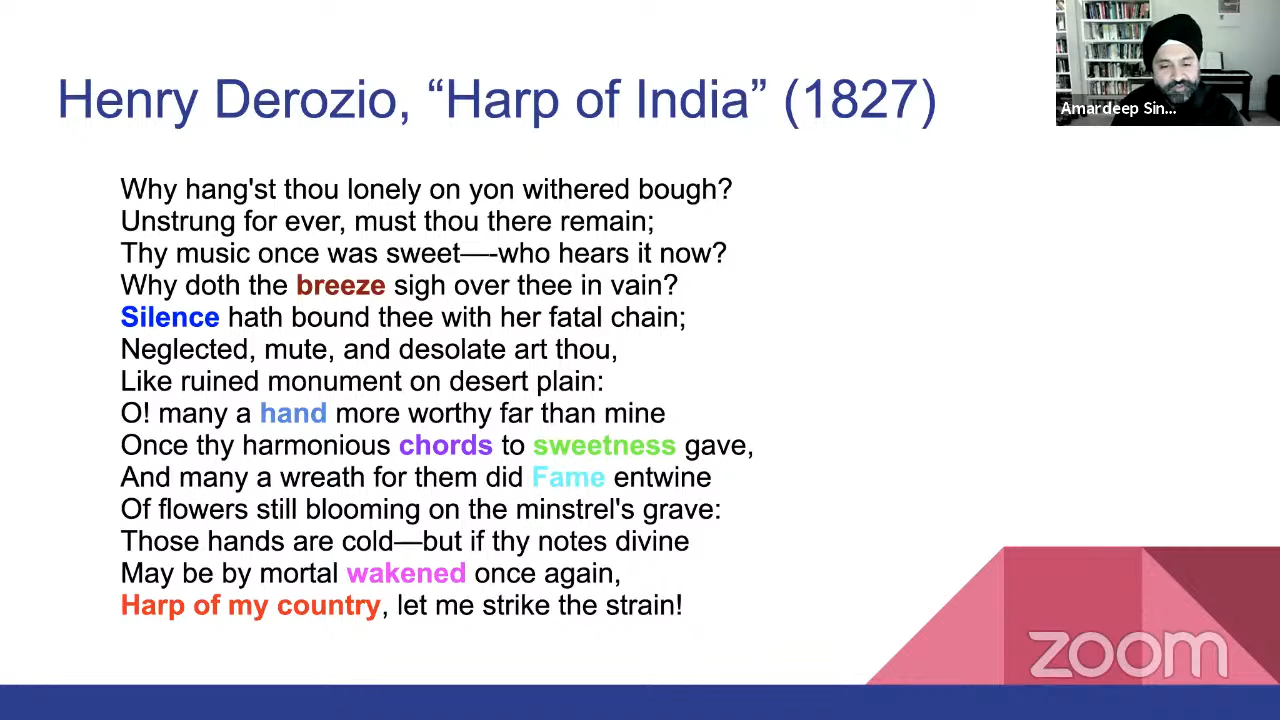 Henry Derozio, “Harp of India” (1827)
Amardeep Sin...
Why hang'st thou lonely on yon withered bough?
Unstrung for ever, must thou there remain;
Thy music once was sweet—-who hears it now?
Why doth the breeze sigh over thee in vain?
Silence hath bound thee with her fatal chain;
Neglected, mute, and desolate art thou,
Like ruined monument on desert plain:
O! many a hand more worthy far than mine
Once thy harmonious chords to sweetness gave,
And many a wreath for them did Fame entwine
Of flowers still blooming on the minstrel's grave:
Those hands are cold—but if thy notes divine
May be by mortal wakened once again,
Harp of my country, let me strike the strain!
zoom